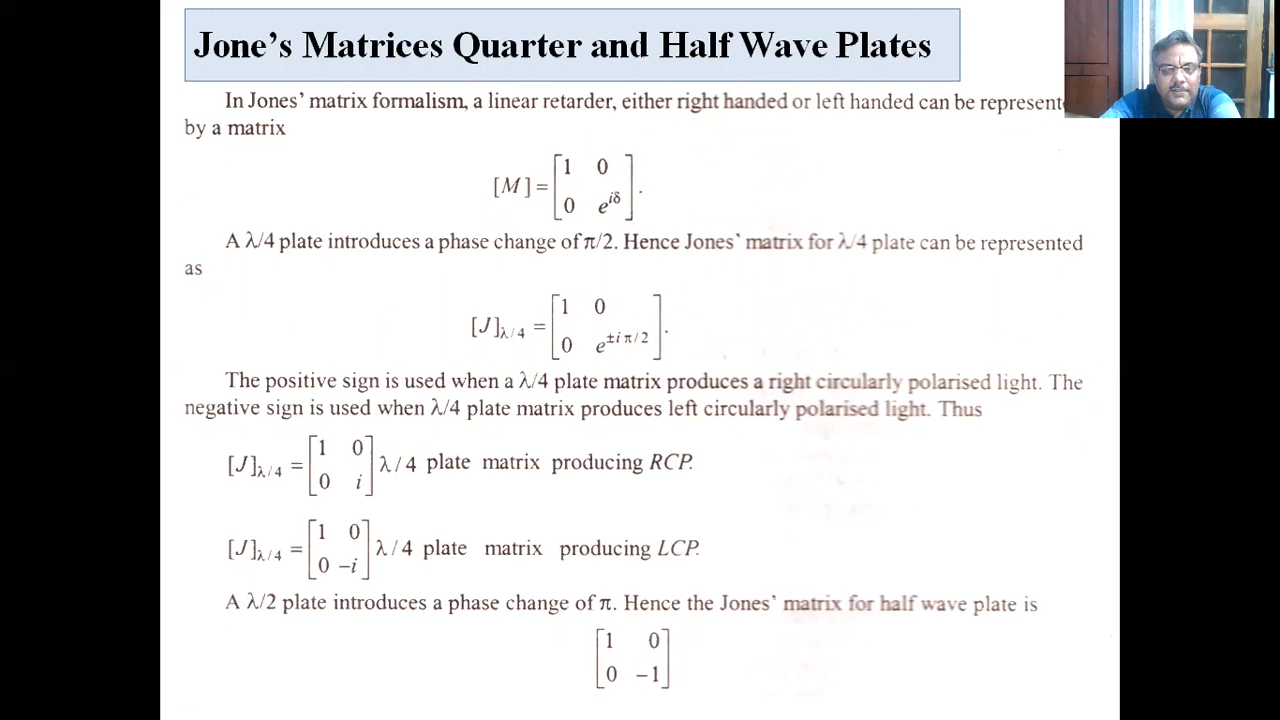 Jone's Matrices Quarter and Half Wave Plates
In Jones' matrix formalism, a linear retarder, either right handed or left handed can be
by a matrix
[M] = [1 0
0 e^{iδ}].
A λ/4 plate introduces a phase change of π/2. Hence Jones' matrix for λ/4 plate can be represented
as
[J]_{λ/4} = [1 0
0 e^{±iπ/2}].
The positive sign is used when a λ/4 plate matrix produces a right circularly polarised light. The
negative sign is used when λ/4 plate matrix produces left circularly polarised light. Thus
[J]_{λ/4} = [1 0
0 i] λ/4 plate matrix producing RCP.
[J]_{λ/4} = [1 0
0 -i] λ/4 plate matrix producing LCP.
A λ/2 plate introduces a phase change of π. Hence the Jones' matrix for half wave plate is
[1 0
0 -1]